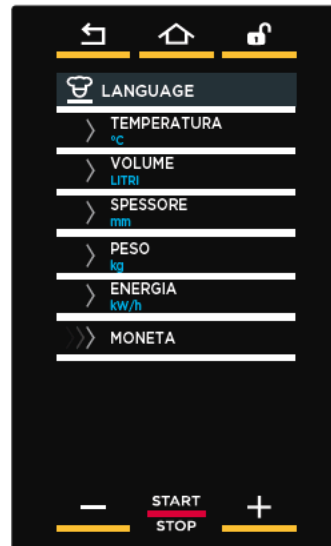 LANGUAGE
TEMPERATURA
°C
VOLUME
LITRI
SPESSORE
mm
PESO
kg
ENERGIA
kW/h
MONETA
START
STOP